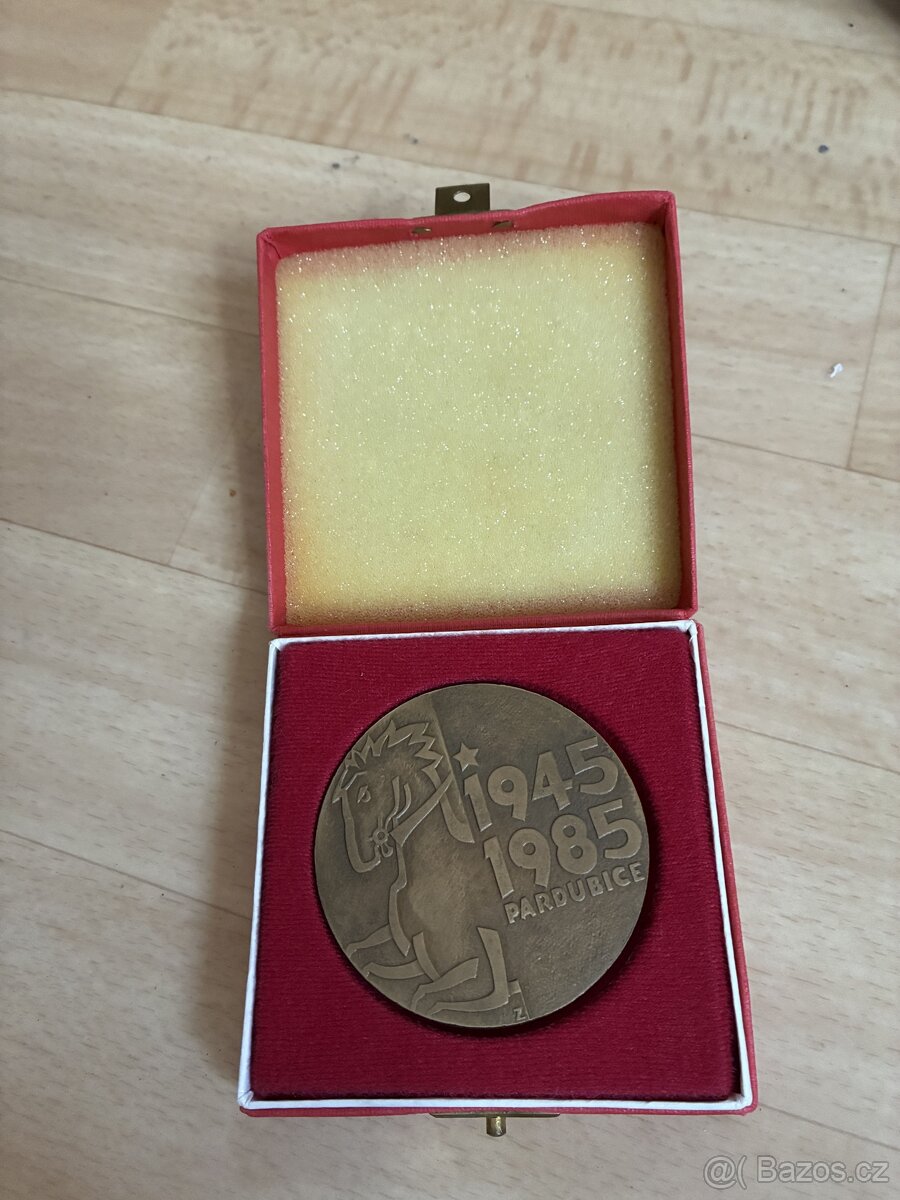 1945
1985
PARDUBICE
Z
@( Bazos.cz